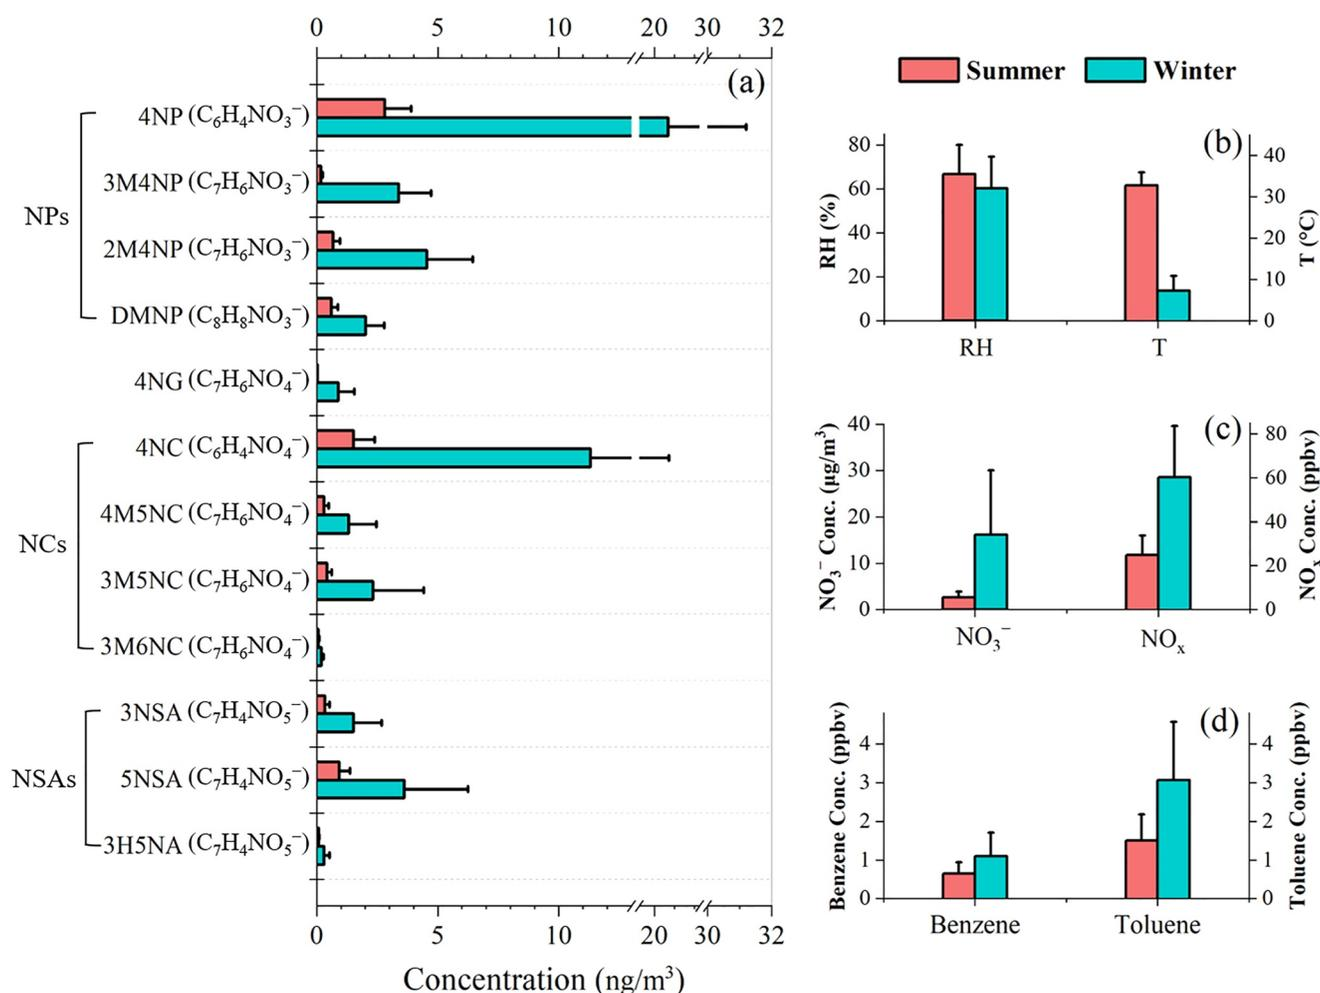 0 5 10 20 30 32
(a)
NPs
4NP (C₆H₄NO₃⁻)
3M4NP (C₇H₆NO₃⁻)
2M4NP (C₇H₆NO₃⁻)
DMNP (C₈H₈NO₃⁻)
4NG (C₇H₆NO₄⁻)
NCs
4NC (C₆H₄NO₄⁻)
4M5NC (C₇H₆NO₄⁻)
3M5NC (C₇H₆NO₄⁻)
3M6NC (C₇H₆NO₄⁻)
NSAs
3NSA (C₇H₄NO₅⁻)
5NSA (C₇H₄NO₅⁻)
3H5NA (C₇H₄NO₅⁻)
0 5 10 20 30 32
Concentration (ng/m³)
Summer Winter
(b)
RH (%)
80
60
40
20
0
T (°C)
40
30
20
10
0
RH T
(c)
NO₃⁻ Conc. (µg/m³)
40
30
20
10
0
NOₓ Conc. (ppbv)
80
60
40
20
0
NO₃⁻ NOₓ
(d)
Benzene Conc. (ppbv)
4
3
2
1
0
Toluene Conc. (ppbv)
4
3
2
1
0
Benzene Toluene